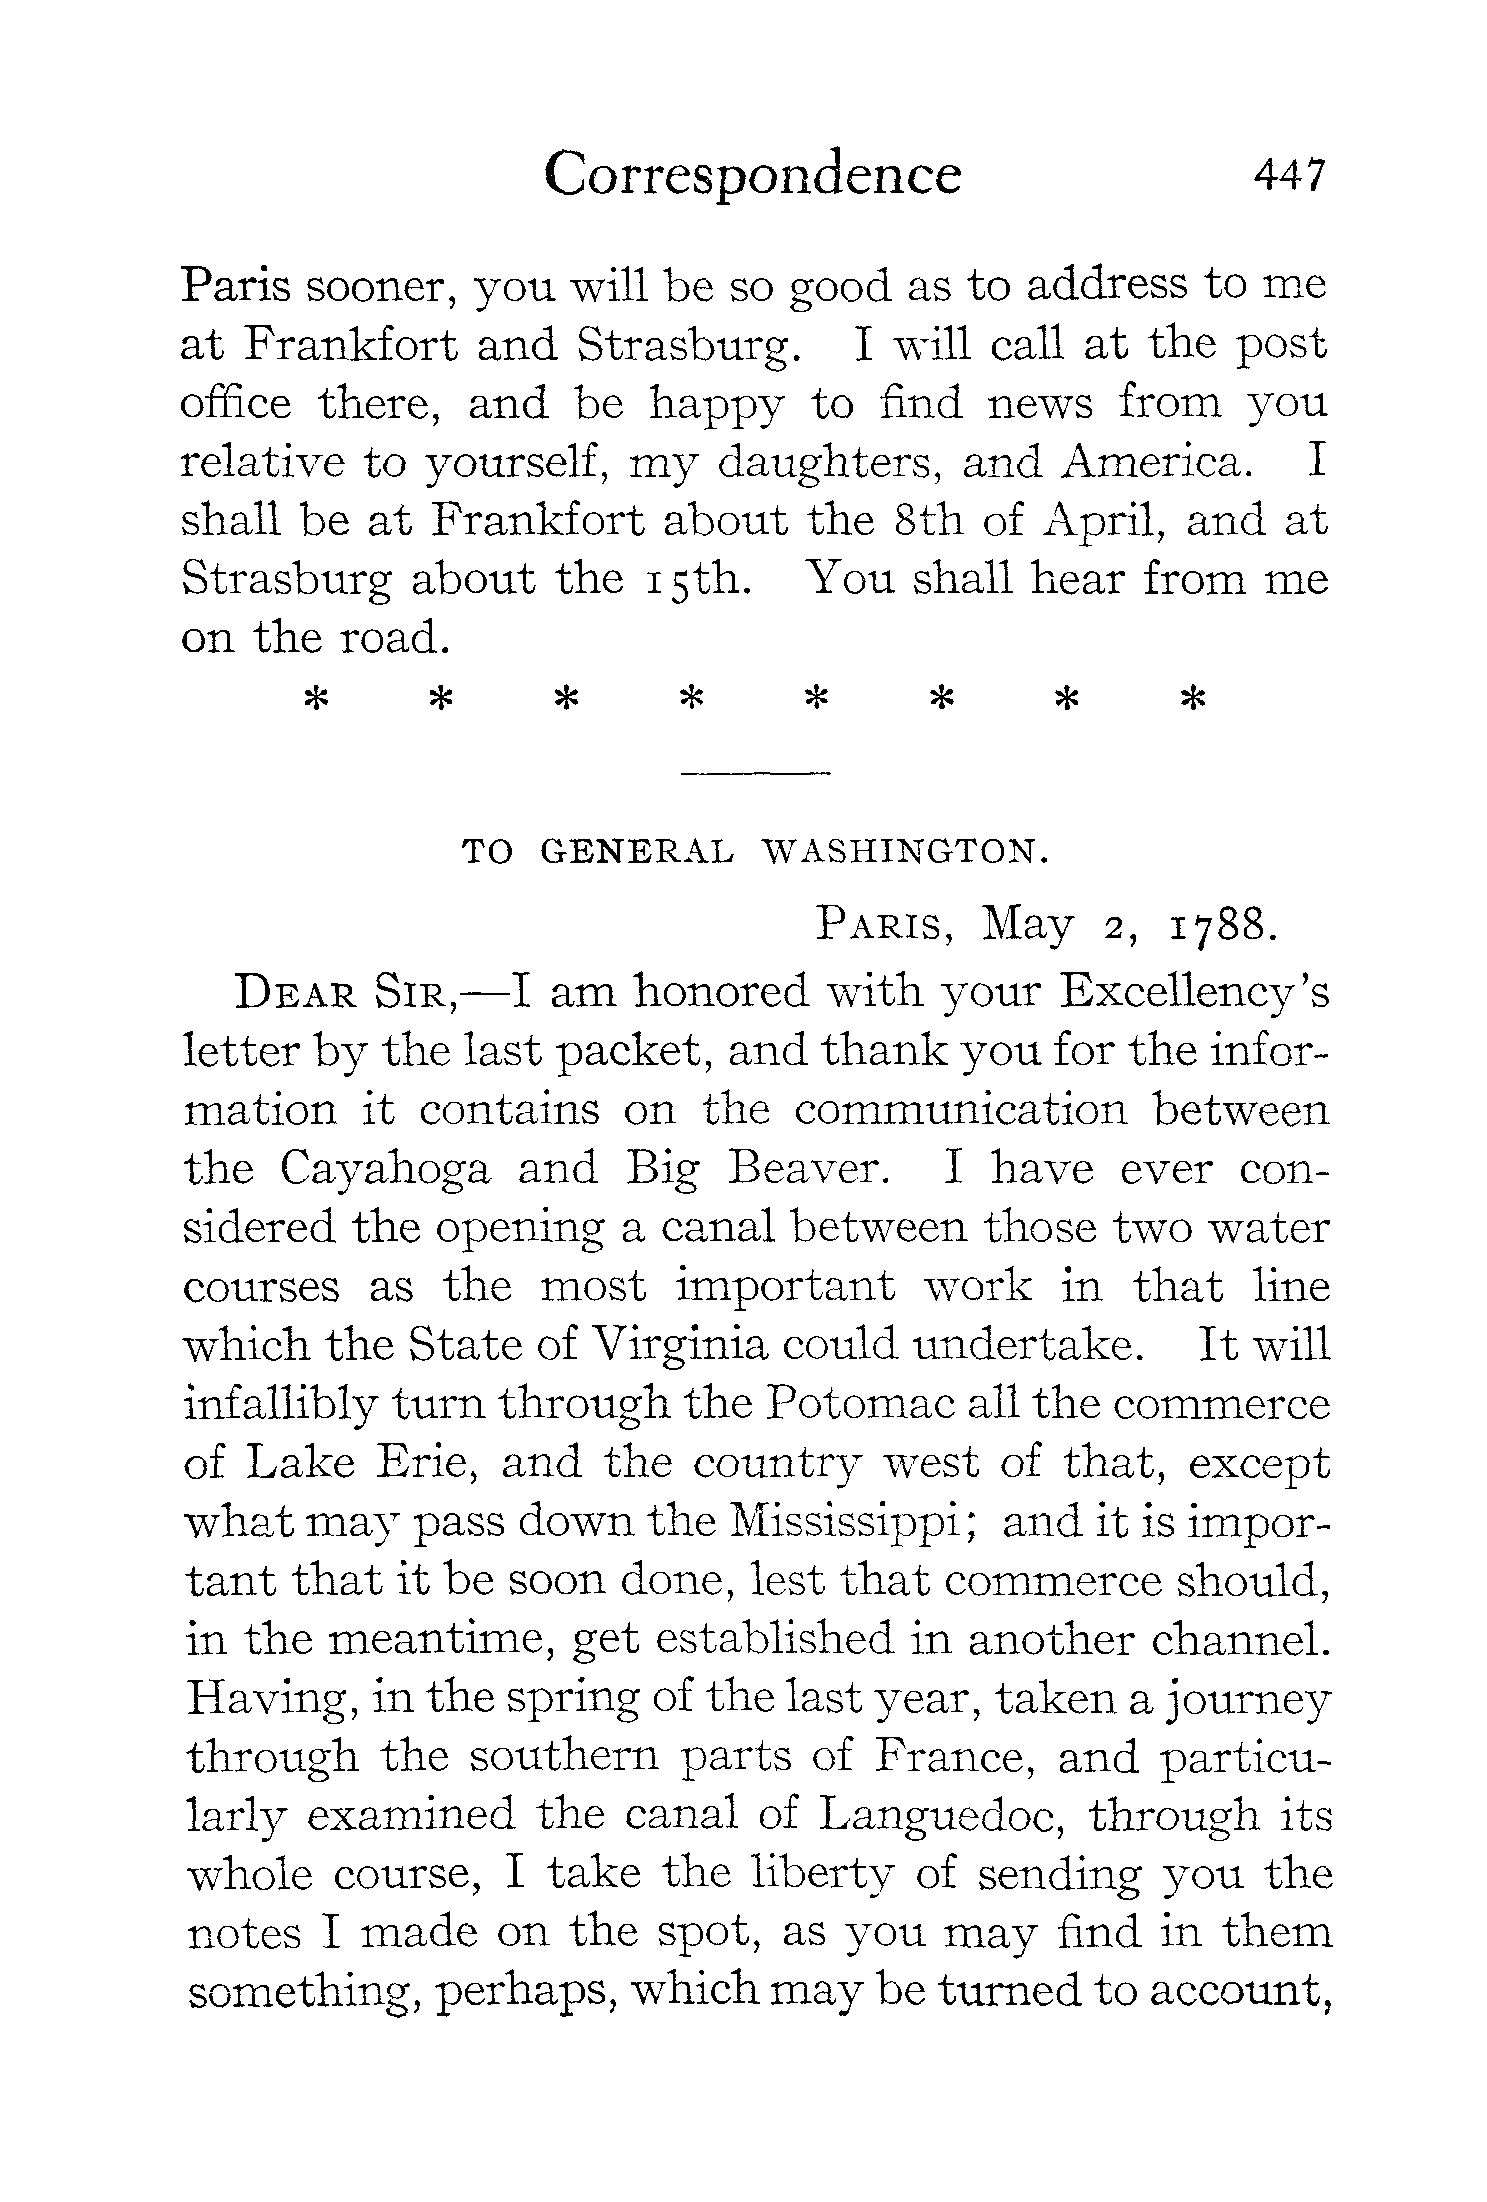 Correspondence 447
Paris sooner, you will be so good as to address to me
at Frankfort and Strasburg. I will call at the post
office there, and be happy to find news from you
relative to yourself, my daughters, and America. I
shall be at Frankfort about the 8th of April, and at
Strasburg about the 15th. You shall hear from me
on the road.
* * * * * * * *
TO GENERAL WASHINGTON.
PARIS, May 2, 1788.
DEAR SIR,—I am honored with your Excellency's
letter by the last packet, and thank you for the infor-
mation it contains on the communication between
the Cayahoga and Big Beaver. I have ever con-
sidered the opening a canal between those two water
courses as the most important work in that line
which the State of Virginia could undertake. It will
infallibly turn through the Potomac all the commerce
of Lake Erie, and the country west of that, except
what may pass down the Mississippi; and it is impor-
tant that it be soon done, lest that commerce should,
in the meantime, get established in another channel.
Having, in the spring of the last year, taken a journey
through the southern parts of France, and particu-
larly examined the canal of Languedoc, through its
whole course, I take the liberty of sending you the
notes I made on the spot, as you may find in them
something, perhaps, which may be turned to account,